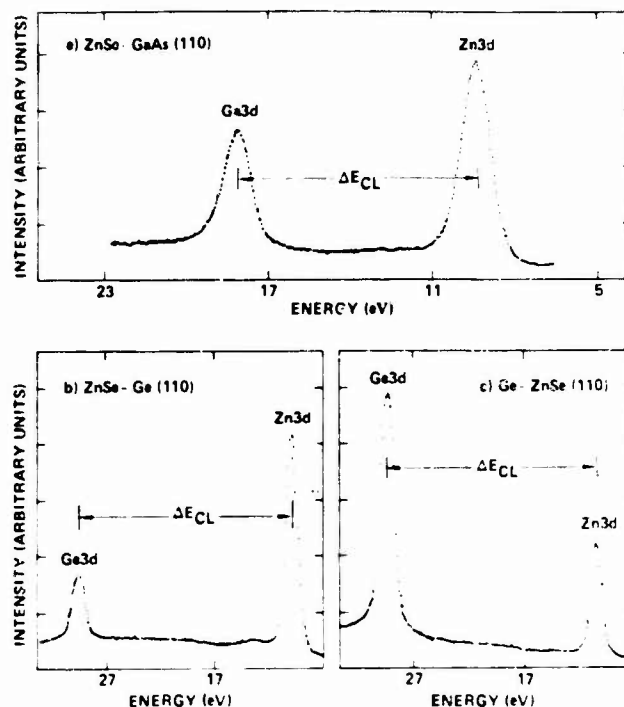 INTENSITY (ARBITRARY UNITS)
a) ZnSe - GaAs (110)
Zn3d
Ga3d
ΔE_CL
23 17 11 5
ENERGY (eV)
INTENSITY (ARBITRARY UNITS)
b) ZnSe - Ge (110)
Zn3d
ΔE_CL
Ge3d
27 17
ENERGY (eV)
Ge3d
c) Ge - ZnSe (110)
ΔE_CL
Zn3d
27 17
ENERGY (eV)